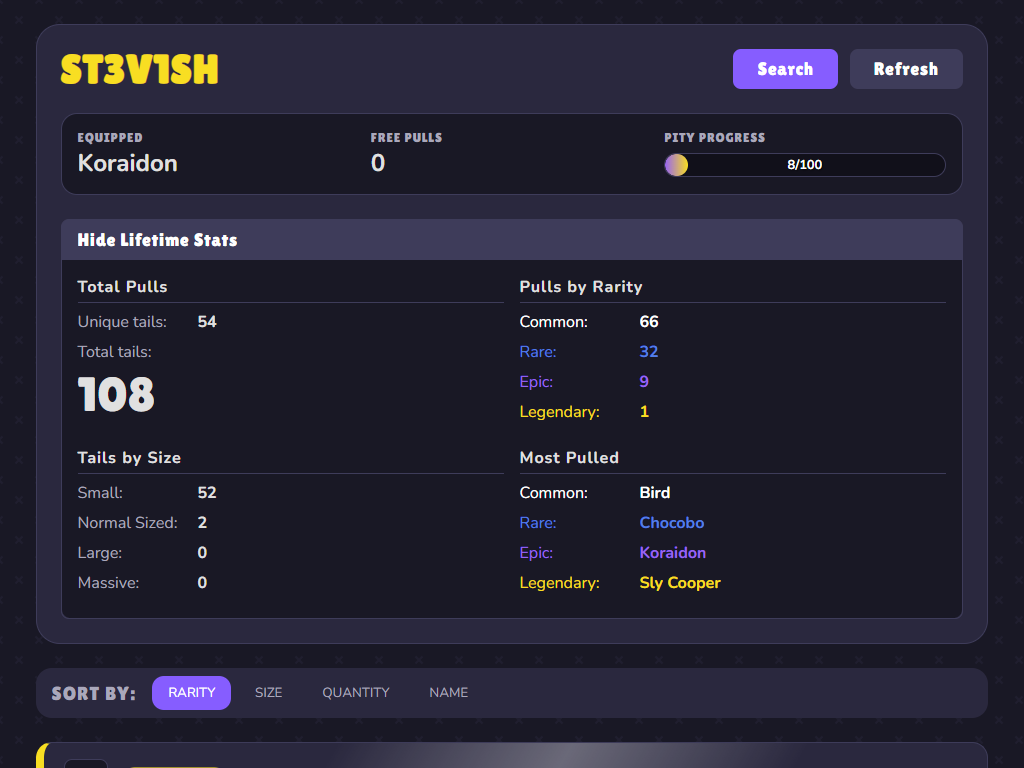 ST3V1SH
Search
Refresh
EQUIPPED
Koraidon
FREE PULLS
0
PITY PROGRESS
8/100
Hide Lifetime Stats
Total Pulls
Unique tails: 54
Total tails:
108
Pulls by Rarity
Common: 66
Rare: 32
Epic: 9
Legendary: 1
Tails by Size
Small: 52
Normal Sized: 2
Large: 0
Massive: 0
Most Pulled
Common: Bird
Rare: Chocobo
Epic: Koraidon
Legendary: Sly Cooper
SORT BY: RARITY SIZE QUANTITY NAME